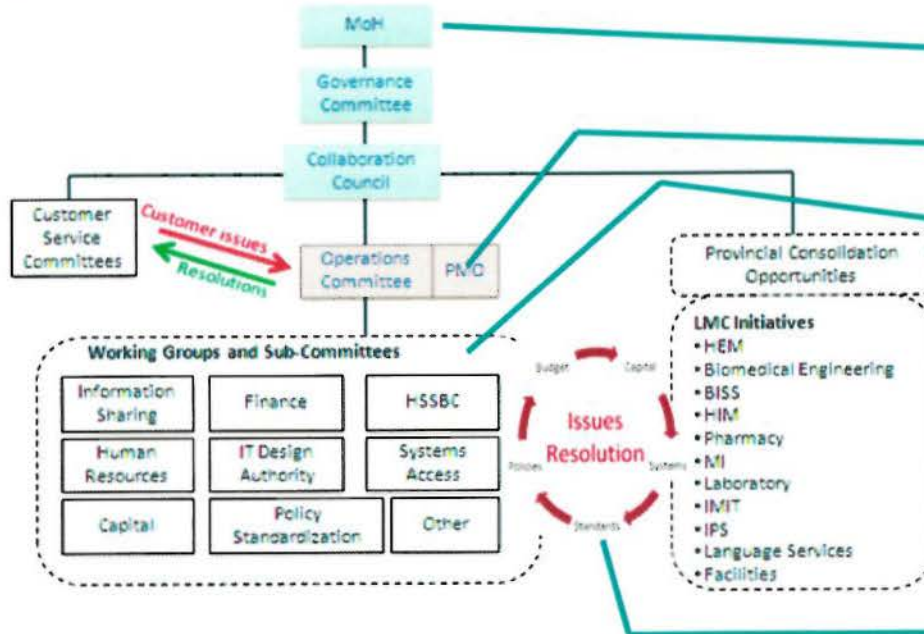 MoH
Governance
Committee
Collaboration
Council
Customer
Service
Committees
Customer issues
Resolutions
Operations
Committee
PMO
Provincial Consolidation
Opportunities
Working Groups and Sub-Committees
Information
Sharing
Finance
HSSBC
Human
Resources
IT Design
Authority
Systems
Access
Capital
Policy
Standardization
Other
Budget
Capital
Issues
Resolution
Policies
Systems
Standards
LMC Initiatives
• HEM
• Biomedical Engineering
• BISS
• HIM
• Pharmacy
• MI
• Laboratory
• IMIT
• IPS
• Language Services
• Facilities